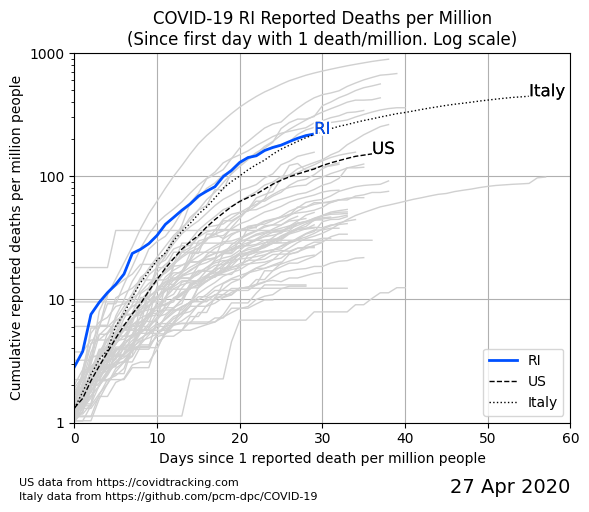 COVID-19 RI Reported Deaths per Million
(Since first day with 1 death/million. Log scale)
Cumulative reported deaths per million people
1000
100
10
1
Italy
RI
US
RI
US
Italy
0 10 20 30 40 50 60
Days since 1 reported death per million people
US data from https://covidtracking.com
Italy data from https://github.com/pcm-dpc/COVID-19
27 Apr 2020